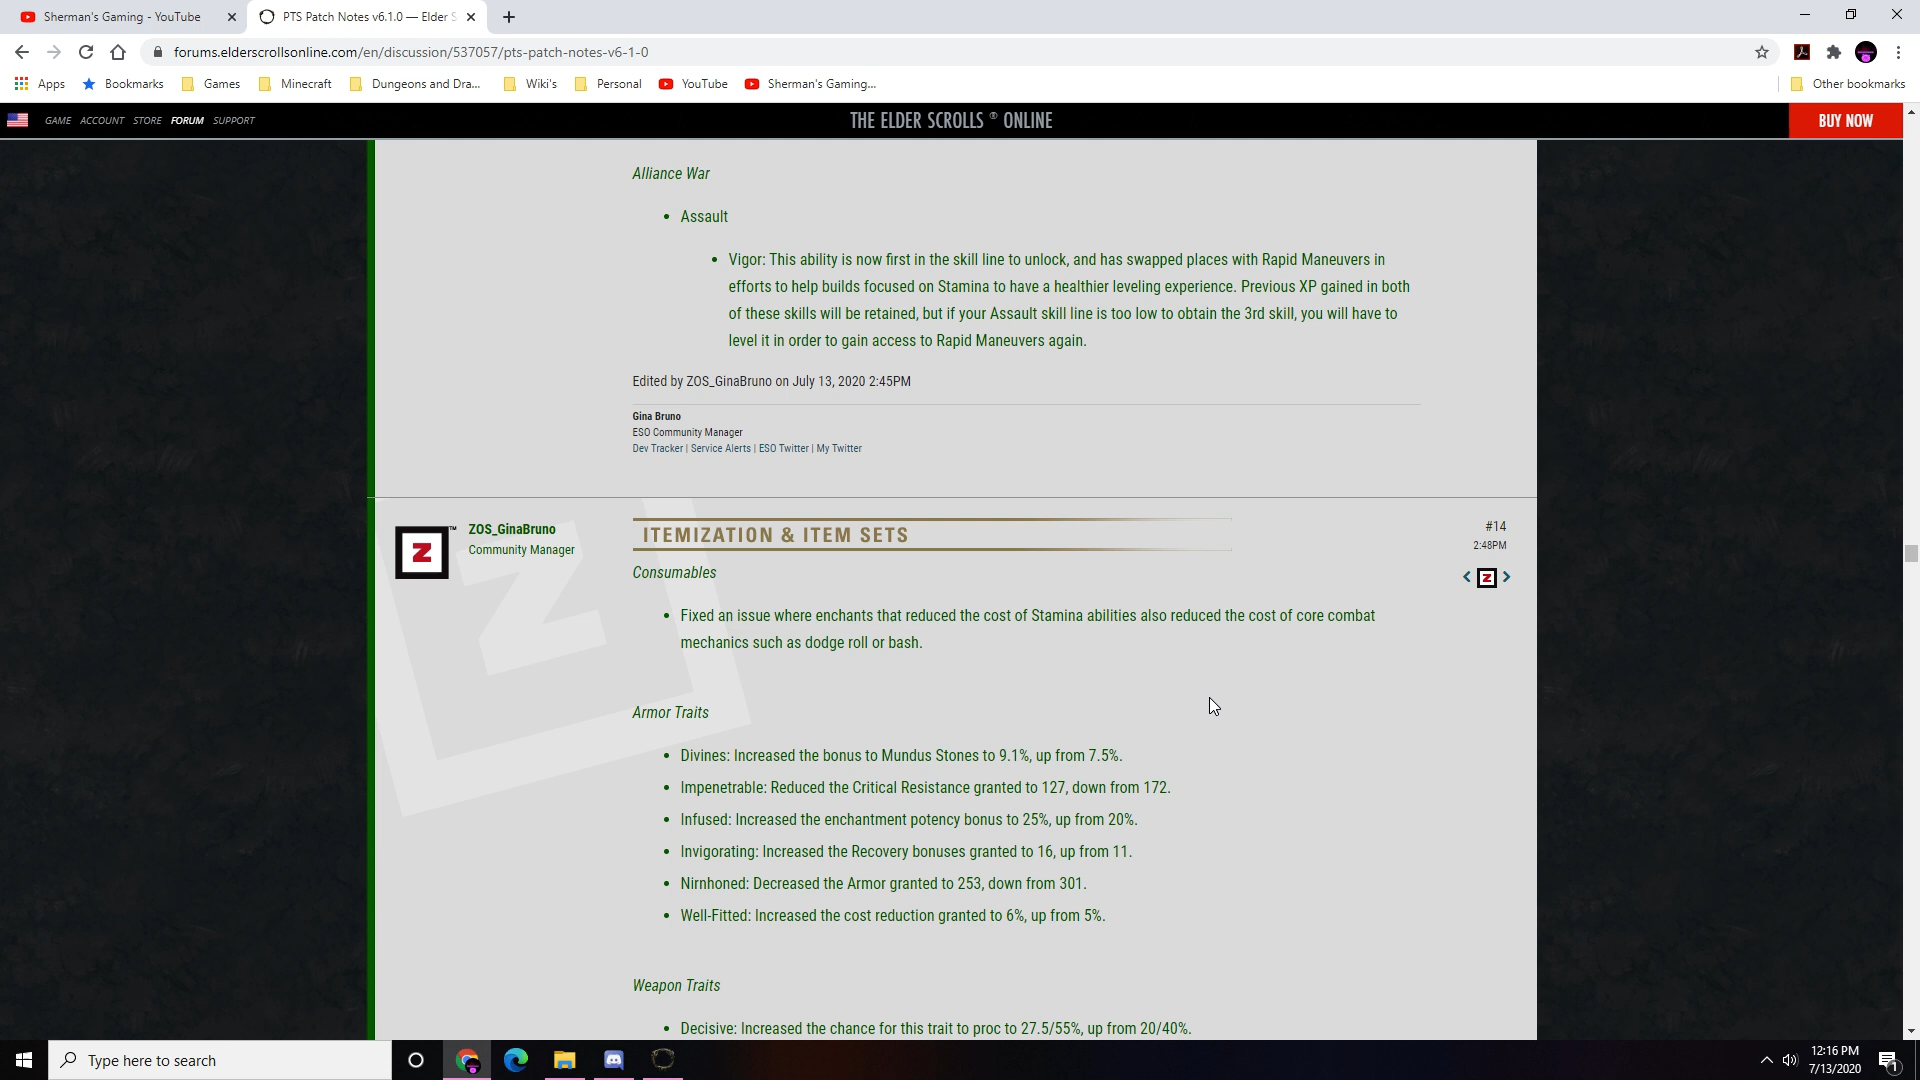 Sherman's Gaming - YouTube
PTS Patch Notes v6.1.0 — Elder S
forums.elderscrollsonline.com/en/discussion/537057/pts-patch-notes-v6-1-0
Apps Bookmarks Games Minecraft Dungeons and Dra... Wiki's Personal YouTube Sherman's Gaming... Other bookmarks
GAME ACCOUNT STORE FORUM SUPPORT THE ELDER SCROLLS ® ONLINE BUY NOW
Alliance War
• Assault
• Vigor: This ability is now first in the skill line to unlock, and has swapped places with Rapid Maneuvers in
efforts to help builds focused on Stamina to have a healthier leveling experience. Previous XP gained in both
of these skills will be retained, but if your Assault skill line is too low to obtain the 3rd skill, you will have to
level it in order to gain access to Rapid Maneuvers again.
Edited by ZOS_GinaBruno on July 13, 2020 2:45PM
Gina Bruno
ESO Community Manager
Dev Tracker | Service Alerts | ESO Twitter | My Twitter
ZOS_GinaBruno
Community Manager
ITEMIZATION & ITEM SETS
#14
2:48PM
Consumables
• Fixed an issue where enchants that reduced the cost of Stamina abilities also reduced the cost of core combat
mechanics such as dodge roll or bash.
Armor Traits
• Divines: Increased the bonus to Mundus Stones to 9.1%, up from 7.5%.
• Impenetrable: Reduced the Critical Resistance granted to 127, down from 172.
• Infused: Increased the enchantment potency bonus to 25%, up from 20%.
• Invigorating: Increased the Recovery bonuses granted to 16, up from 11.
• Nirnhoned: Decreased the Armor granted to 253, down from 301.
• Well-Fitted: Increased the cost reduction granted to 6%, up from 5%.
Weapon Traits
• Decisive: Increased the chance for this trait to proc to 27.5/55%, up from 20/40%.
Type here to search
12:16 PM
7/13/2020
1